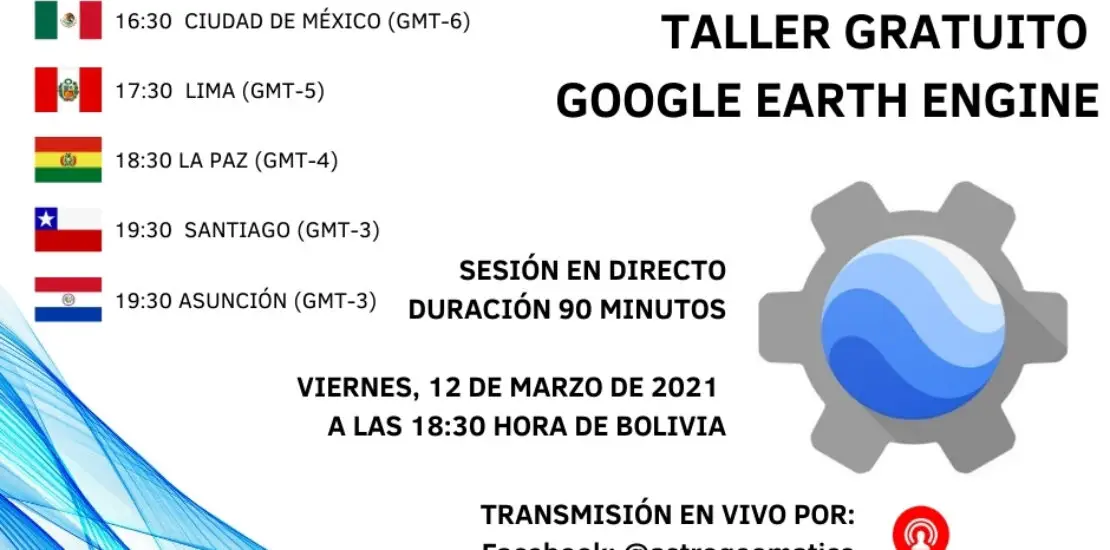 16:30 CIUDAD DE MÉXICO (GMT-6)
17:30 LIMA (GMT-5)
18:30 LA PAZ (GMT-4)
19:30 SANTIAGO (GMT-3)
19:30 ASUNCIÓN (GMT-3)
TALLER GRATUITO
GOOGLE EARTH ENGINE
SESIÓN EN DIRECTO
DURACIÓN 90 MINUTOS
VIERNES, 12 DE MARZO DE 2021
A LAS 18:30 HORA DE BOLIVIA
TRANSMISIÓN EN VIVO POR:
Facebook: @astrogeomatica